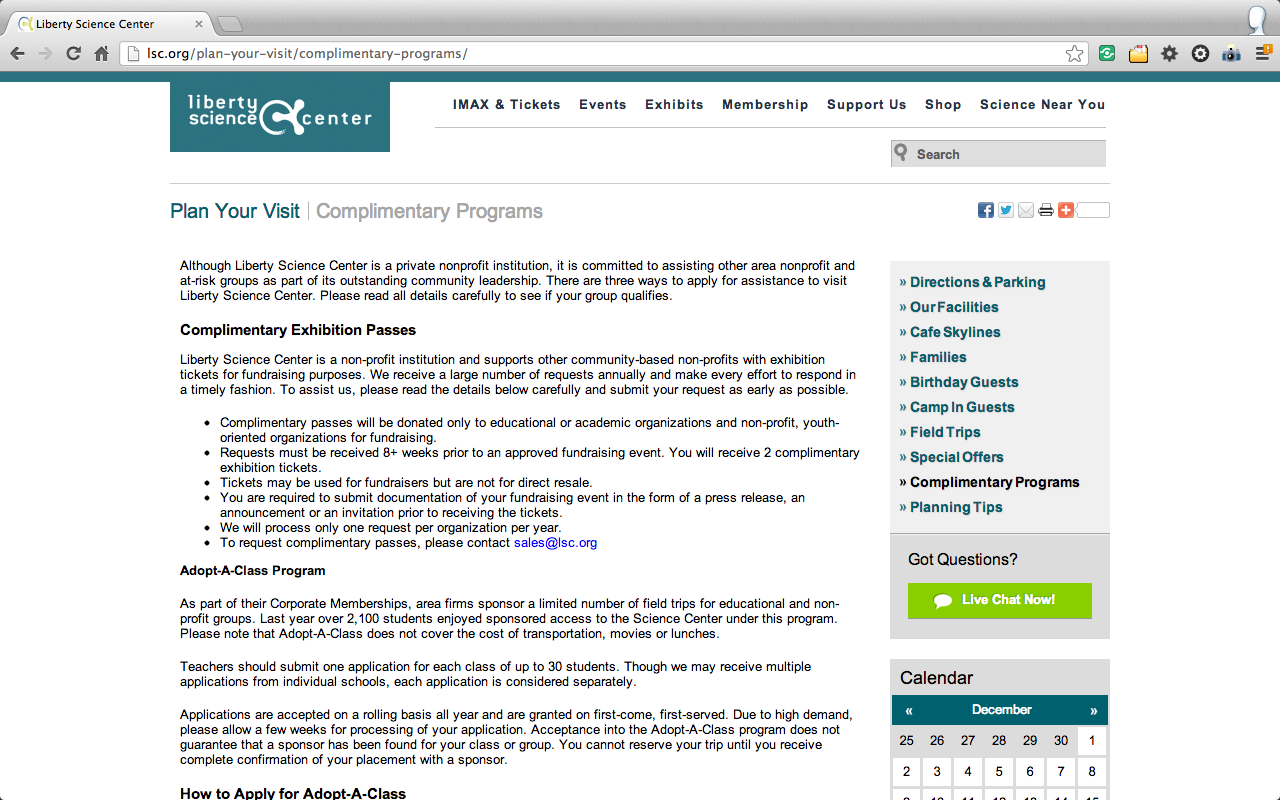 Liberty Science Center
lsc.org/plan-your-visit/complimentary-programs/
liberty
science center
IMAX & Tickets Events Exhibits Membership Support Us Shop Science Near You
Search
Plan Your Visit | Complimentary Programs
Although Liberty Science Center is a private nonprofit institution, it is committed to assisting other area nonprofit and
at-risk groups as part of its outstanding community leadership. There are three ways to apply for assistance to visit
Liberty Science Center. Please read all details carefully to see if your group qualifies.
Complimentary Exhibition Passes
Liberty Science Center is a non-profit institution and supports other community-based non-profits with exhibition
tickets for fundraising purposes. We receive a large number of requests annually and make every effort to respond in
a timely fashion. To assist us, please read the details below carefully and submit your request as early as possible.
• Complimentary passes will be donated only to educational or academic organizations and non-profit, youth-
oriented organizations for fundraising.
• Requests must be received 8+ weeks prior to an approved fundraising event. You will receive 2 complimentary
exhibition tickets.
• Tickets may be used for fundraisers but are not for direct resale.
• You are required to submit documentation of your fundraising event in the form of a press release, an
announcement or an invitation prior to receiving the tickets.
• We will process only one request per organization per year.
• To request complimentary passes, please contact sales@lsc.org
Adopt-A-Class Program
As part of their Corporate Memberships, area firms sponsor a limited number of field trips for educational and non-
profit groups. Last year over 2,100 students enjoyed sponsored access to the Science Center under this program.
Please note that Adopt-A-Class does not cover the cost of transportation, movies or lunches.
Teachers should submit one application for each class of up to 30 students. Though we may receive multiple
applications from individual schools, each application is considered separately.
Applications are accepted on a rolling basis all year and are granted on first-come, first-served. Due to high demand,
please allow a few weeks for processing of your application. Acceptance into the Adopt-A-Class program does not
guarantee that a sponsor has been found for your class or group. You cannot reserve your trip until you receive
complete confirmation of your placement with a sponsor.
How to Apply for Adopt-A-Class
» Directions & Parking
» Our Facilities
» Cafe Skylines
» Families
» Birthday Guests
» Camp In Guests
» Field Trips
» Special Offers
» Complimentary Programs
» Planning Tips
Got Questions?
Live Chat Now!
Calendar
« December »
25 26 27 28 29 30 1
2 3 4 5 6 7 8
9 10 11 12 13 14 15